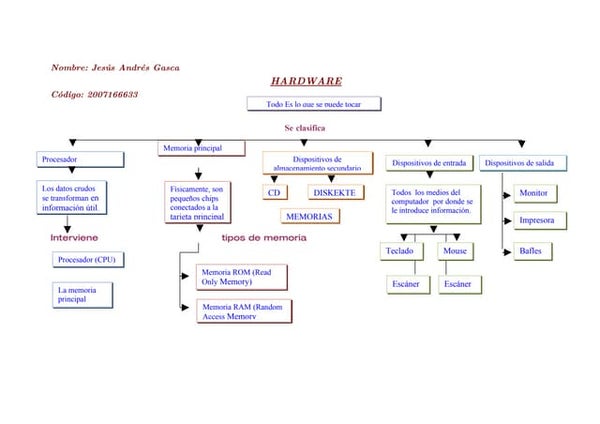 Nombre: Jesús Andrés Gasca
HARDWARE
Código: 2007166633
Todo Es lo que se puede tocar
Se clasifica
Procesador
Memoria principal
Dispositivos de
almacenamiento secundario
Dispositivos de entrada
Dispositivos de salida
Los datos crudos
se transforman en
información útil.
Físicamente, son
pequeños chips
conectados a la
tarjeta principal
CD
DISKEKTE
MEMORIAS
Todos los medios del
computador por donde se
le introduce información.
Monitor
Impresora
Bafles
Interviene
tipos de memoria
Teclado
Mouse
Procesador (CPU)
Memoria ROM (Read
Only Memory)
Escáner
Escáner
La memoria
principal
Memoria RAM (Random
Access Memory